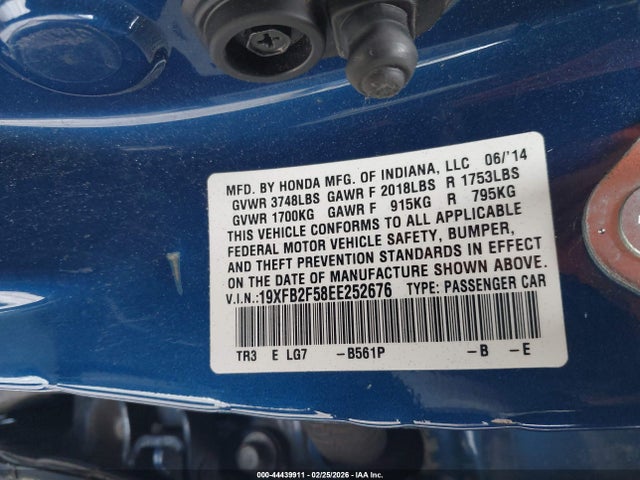 MFD. BY HONDA MFG. OF INDIANA, LLC 06/'14
GVWR 3748LBS GAWR F 2018LBS R 1753LBS
GVWR 1700KG GAWR F 915KG R 795KG
THIS VEHICLE CONFORMS TO ALL APPLICABLE
FEDERAL MOTOR VEHICLE SAFETY, BUMPER,
AND THEFT PREVENTION STANDARDS IN EFFECT
ON THE DATE OF MANUFACTURE SHOWN ABOVE.
V.I.N.:19XFB2F58EE252676 TYPE: PASSENGER CAR
TR3 E LG7 -B561P -B -E
000-44439911 - 02/25/2026 - IAA Inc.